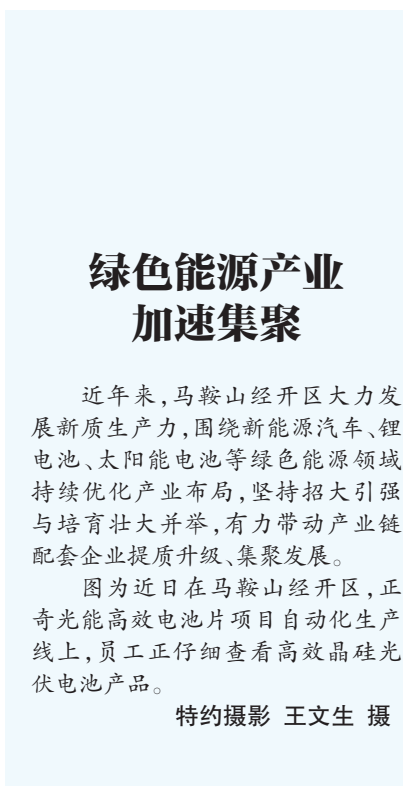 绿色能源产业
加速集聚
近年来,马鞍山经开区大力发
展新质生产力,围绕新能源汽车、锂
电池、太阳能电池等绿色能源领域
持续优化产业布局,坚持招大引强
与培育壮大并举,有力带动产业链
配套企业提质升级、集聚发展。
图为近日在马鞍山经开区,正
奇光能高效电池片项目自动化生产
线上,员工正仔细查看高效晶硅光
伏电池产品。
特约摄影 王文生 摄